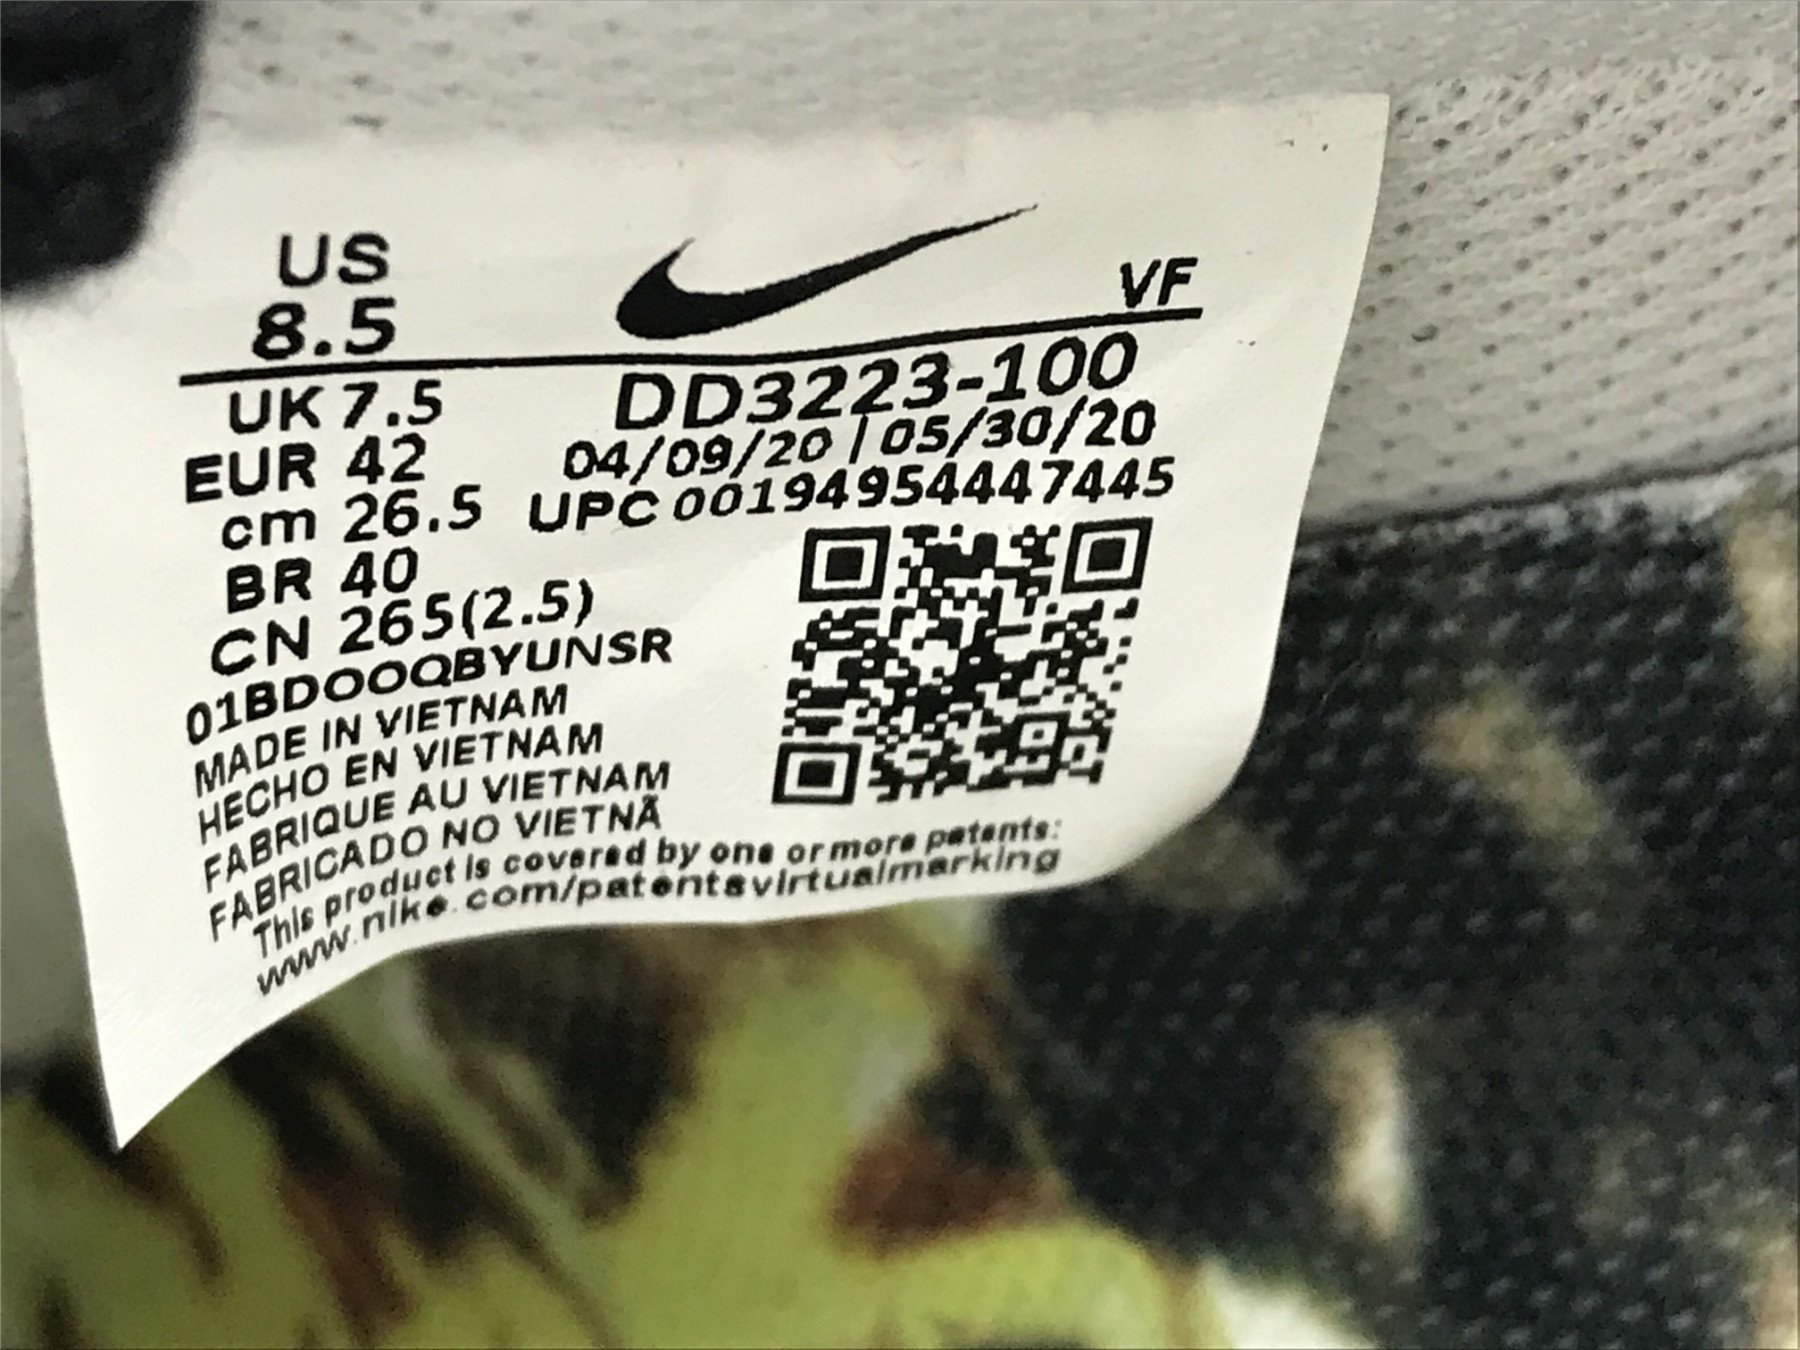 US
8.5
VF
UK 7.5
DD3223-100
EUR 42
04/09/20 | 05/30/20
cm 26.5
UPC 00194954447445
BR 40
CN 265(2.5)
01BDOOQBYUNSR
MADE IN VIETNAM
HECHO EN VIETNAM
FABRIQUE AU VIETNAM
FABRICADO NO VIETNÃ
This product is covered by one or more patents:
www.nike.com/patentsvirtualmarking